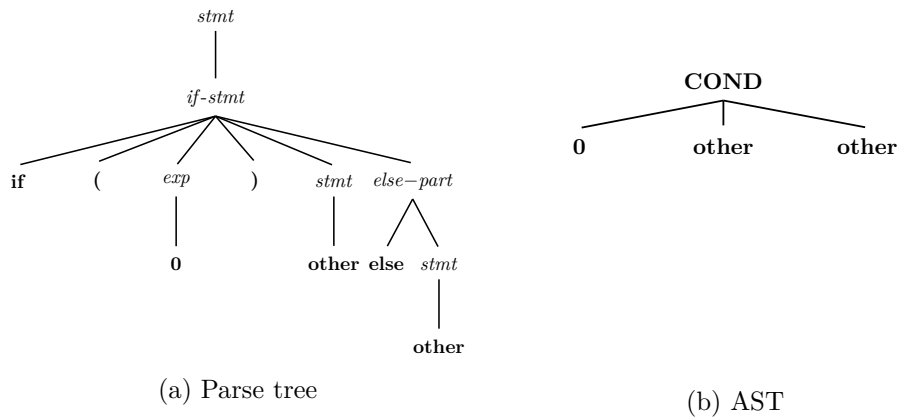 stmt
if-stmt
if ( exp ) stmt else−part
0 other else stmt
other
(a) Parse tree
COND
0 other other
(b) AST